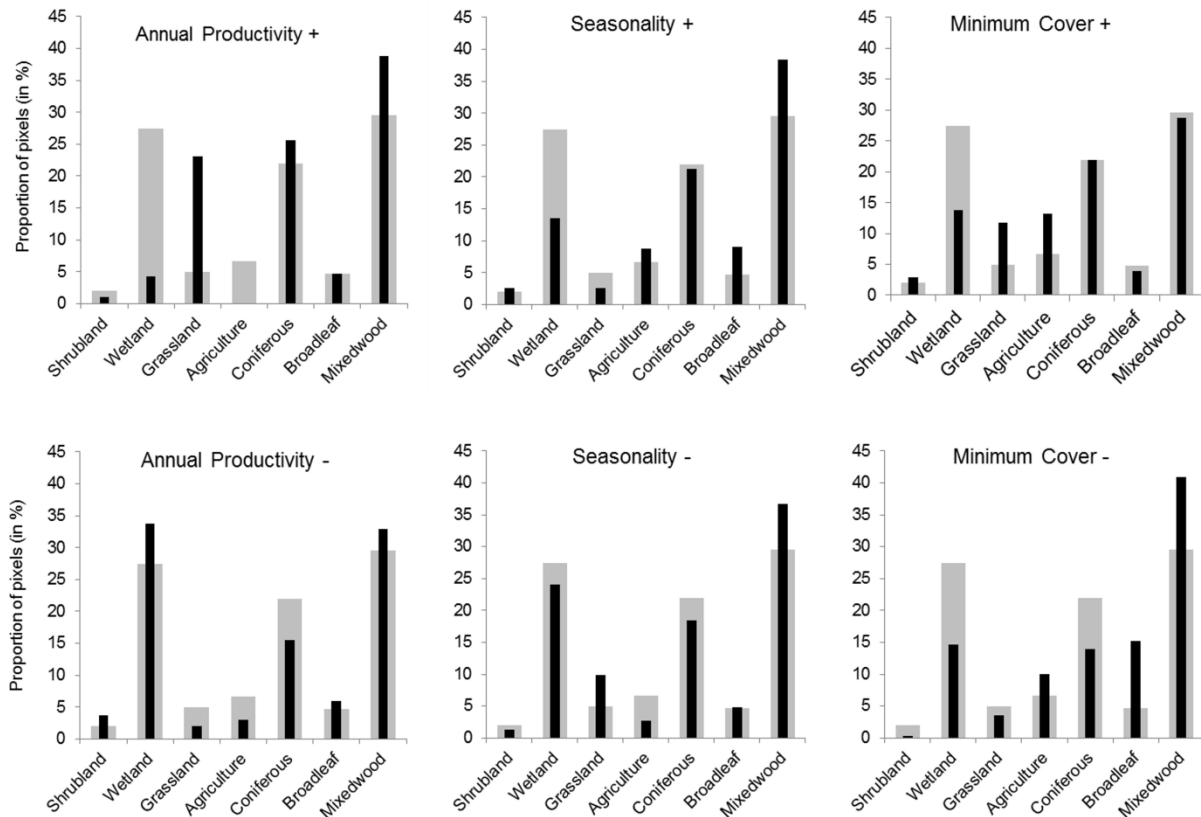 Annual Productivity +
Proportion of pixels (in %)
45
40
35
30
25
20
15
10
5
0
Shrubland
Wetland
Grassland
Agriculture
Coniferous
Broadleaf
Mixedwood
Seasonality +
45
40
35
30
25
20
15
10
5
0
Shrubland
Wetland
Grassland
Agriculture
Coniferous
Broadleaf
Mixedwood
Minimum Cover +
45
40
35
30
25
20
15
10
5
0
Shrubland
Wetland
Grassland
Agriculture
Coniferous
Broadleaf
Mixedwood
Annual Productivity -
Proportion of pixels (in %)
45
40
35
30
25
20
15
10
5
0
Shrubland
Wetland
Grassland
Agriculture
Coniferous
Broadleaf
Mixedwood
Seasonality -
45
40
35
30
25
20
15
10
5
0
Shrubland
Wetland
Grassland
Agriculture
Coniferous
Broadleaf
Mixedwood
Minimum Cover -
45
40
35
30
25
20
15
10
5
0
Shrubland
Wetland
Grassland
Agriculture
Coniferous
Broadleaf
Mixedwood